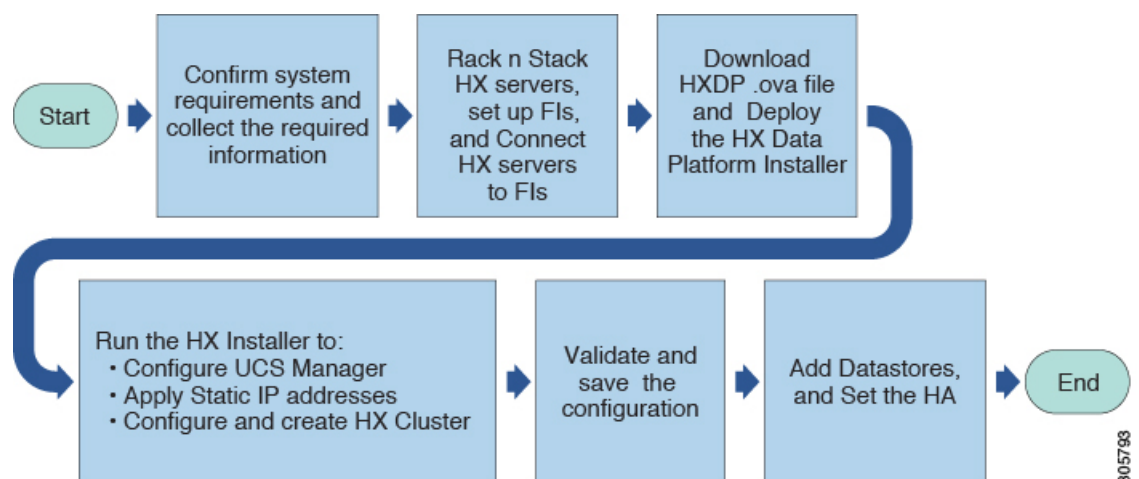 Start
Confirm system
requirements and
collect the required
information
Rack n Stack
HX servers,
set up FIs,
and Connect
HX servers
to FIs
Download
HXDP .ova file
and Deploy
the HX Data
Platform Installer
Run the HX Installer to:
• Configure UCS Manager
• Apply Static IP addresses
• Configure and create HX Cluster
Validate and
save the
configuration
Add Datastores,
and Set the HA
End
305793